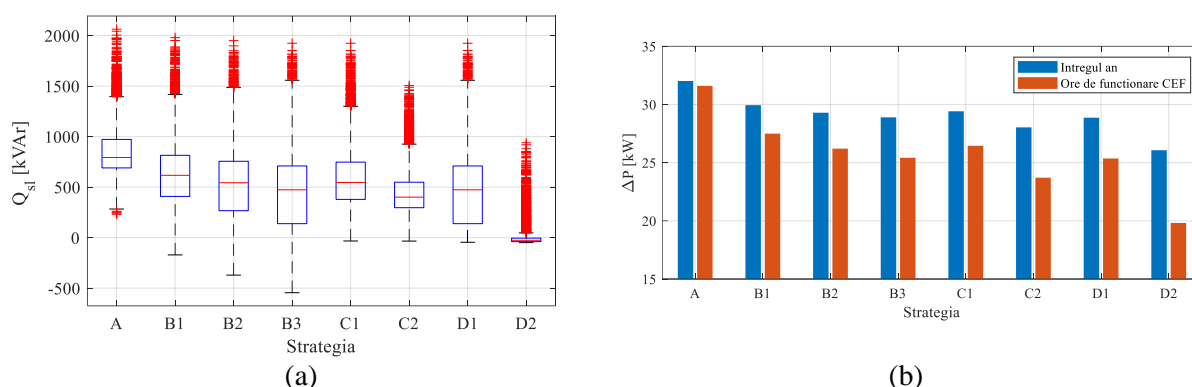 2000
1500
1000
500
0
-500
Q_sl [kVAr]
A B1 B2 B3 C1 C2 D1 D2
Strategia
(a)
35
30
25
20
15
ΔP [kW]
Intregul an
Ore de functionare CEF
A B1 B2 B3 C1 C2 D1 D2
Strategia
(b)